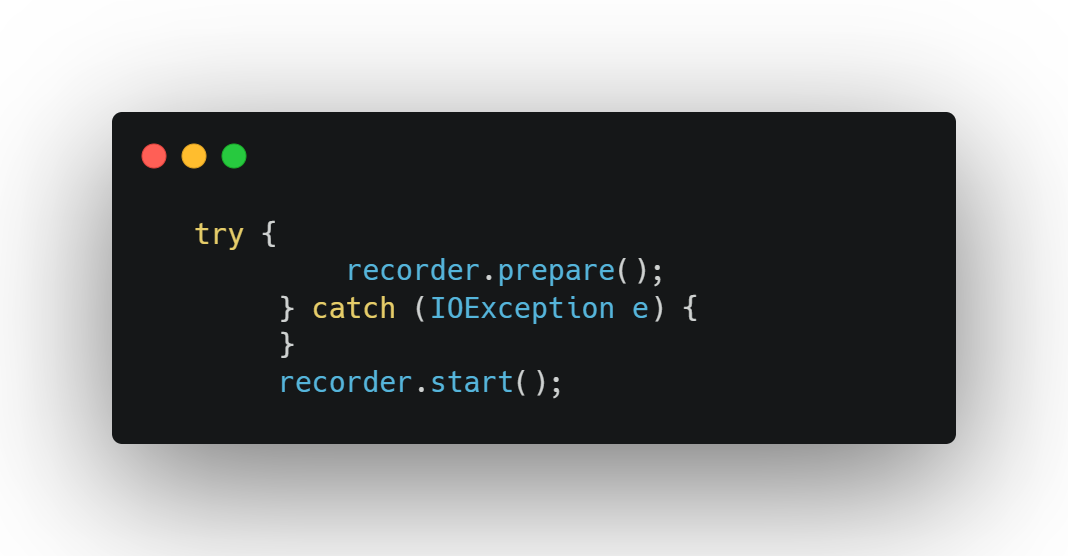 try {
recorder.prepare();
} catch (IOException e) {
}
recorder.start();